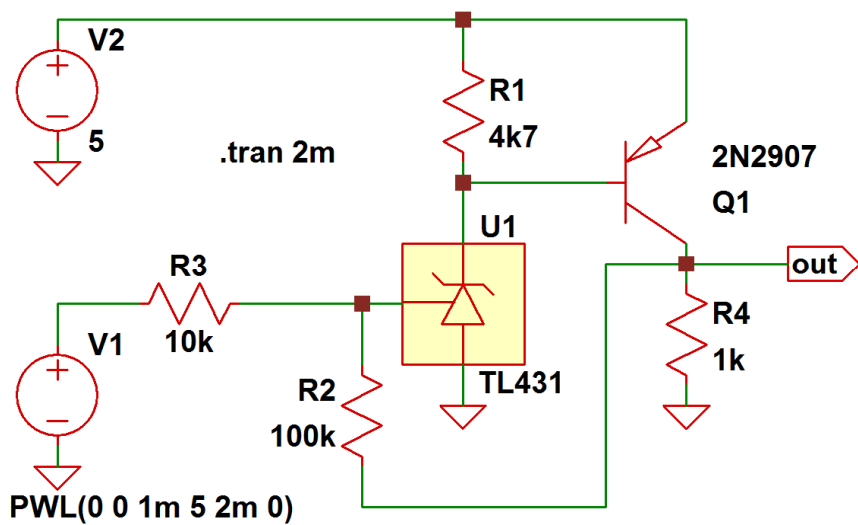 V2
5
.tran 2m
R1
4k7
2N2907
Q1
U1
TL431
R3
10k
V1
R2
100k
out
R4
1k
PWL(0 0 1m 5 2m 0)